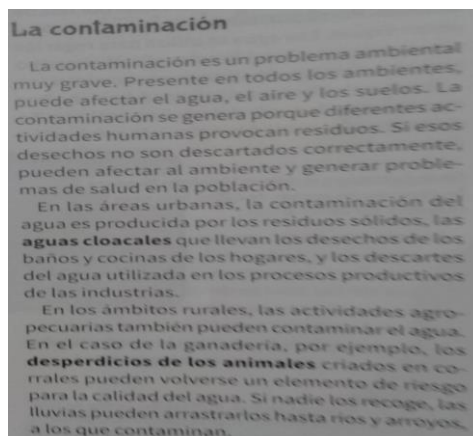 La contaminación
La contaminación es un problema ambiental
muy grave. Presente en todos los ambientes,
puede afectar el agua, el aire y los suelos. La
contaminación se genera porque diferentes ac-
tividades humanas provocan residuos. Si esos
desechos no son descartados correctamente,
pueden afectar al ambiente y generar proble-
mas de salud en la población.
En las áreas urbanas, la contaminación del
agua es producida por los residuos sólidos, las
aguas cloacales que llevan los desechos de los
baños y cocinas de los hogares, y los descartes
del agua utilizada en los procesos productivos
de las industrias.
En los ámbitos rurales, las actividades agro-
pecuarias también pueden contaminar el agua.
En el caso de la ganadería, por ejemplo, los
desperdicios de los animales criados en co-
rrales pueden volverse un elemento de riesgo
para la calidad del agua. Si nadie los recoge, las
lluvias pueden arrastrarlos hasta ríos y arroyos,
a los que contaminan.